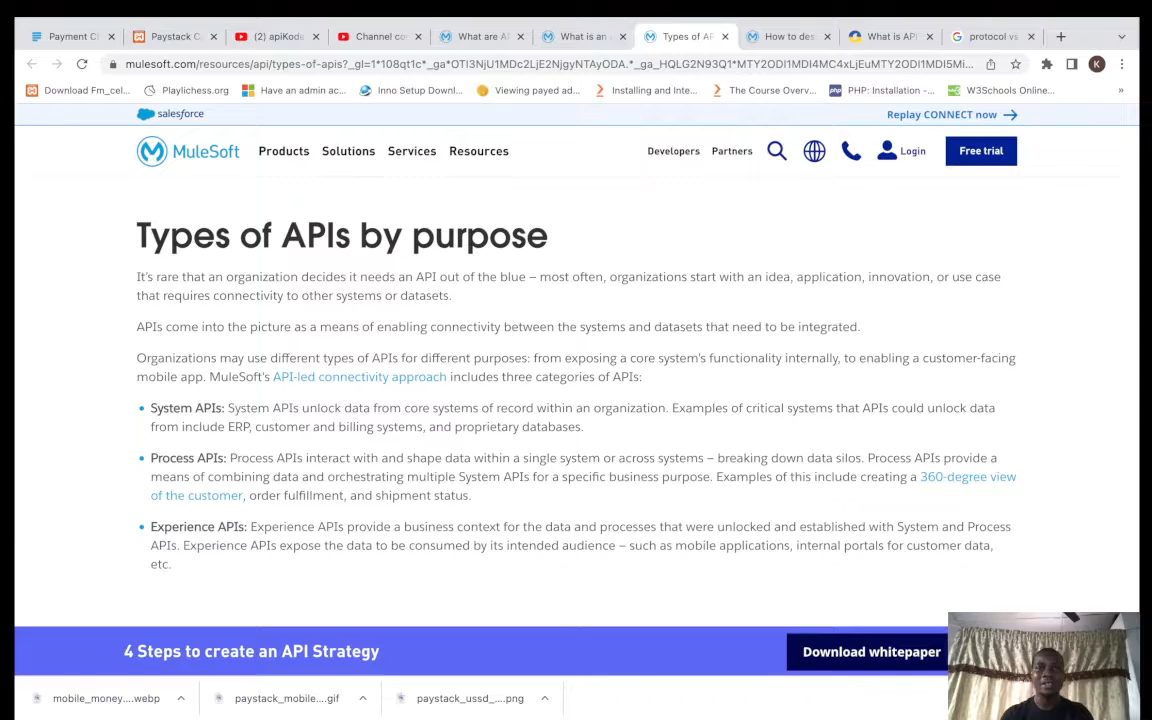 Payment C
Paystack C
(2) apiKode
Channel co
What are A
What is an
Types of AP
How to des
What is API
protocol vs
mulesoft.com/resources/api/types-of-apis?_gl=1*108qt1c*_ga*OTI3NjU1MDc2LjE2NjgyNTAyODA.*_ga_HQLG2N93Q1*MTY2ODI1MDI4MC4xLjEuMTY2ODI1MDI5Mi...
K
Download Fm_cel...
Playlichess.org
Have an admin ac...
Inno Setup Downl...
Viewing payed ad...
Installing and Inte...
The Course Overv...
PHP: Installation -...
W3Schools Online...
»
salesforce
Replay CONNECT now
MuleSoft
Products
Solutions
Services
Resources
Developers
Partners
Login
Free trial
Types of APIs by purpose
It's rare that an organization decides it needs an API out of the blue – most often, organizations start with an idea, application, innovation, or use case
that requires connectivity to other systems or datasets.
APIs come into the picture as a means of enabling connectivity between the systems and datasets that need to be integrated.
Organizations may use different types of APIs for different purposes: from exposing a core system's functionality internally, to enabling a customer-facing
mobile app. MuleSoft's API-led connectivity approach includes three categories of APIs:
• System APIs: System APIs unlock data from core systems of record within an organization. Examples of critical systems that APIs could unlock data
from include ERP, customer and billing systems, and proprietary databases.
• Process APIs: Process APIs interact with and shape data within a single system or across systems – breaking down data silos. Process APIs provide a
means of combining data and orchestrating multiple System APIs for a specific business purpose. Examples of this include creating a 360-degree view
of the customer, order fulfillment, and shipment status.
• Experience APIs: Experience APIs provide a business context for the data and processes that were unlocked and established with System and Process
APIs. Experience APIs expose the data to be consumed by its intended audience – such as mobile applications, internal portals for customer data,
etc.
4 Steps to create an API Strategy
Download whitepaper
mobile_money....webp
paystack_mobile....gif
paystack_ussd_....png